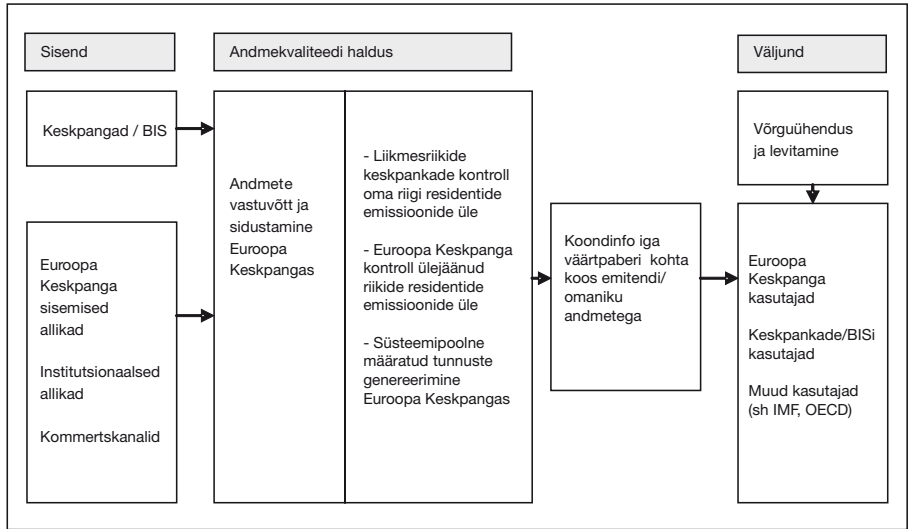 Sisend
Andmekvaliteedi haldus
Väljund
Keskpangad / BIS
Euroopa
Keskpanga
sisemised
allikad
Institutsionaalsed
allikad
Kommertskanalid
Andmete
vastuvõtt ja
sidustamine
Euroopa
Keskpangas
- Liikmesriikide
keskpankade kontroll
oma riigi residentide
emissioonide üle
- Euroopa Keskpanga
kontroll ülejäänud
riikide residentide
emissioonide üle
- Süsteemipoolne
määratud tunnuste
genereerimine
Euroopa Keskpangas
Koondinfo iga
väärtpaberi kohta
koos emitendi/
omaniku
andmetega
Võrguühendus
ja levitamine
Euroopa
Keskpanga
kasutajad
Keskpankade/BISi
kasutajad
Muud kasutajad
(sh IMF, OECD)